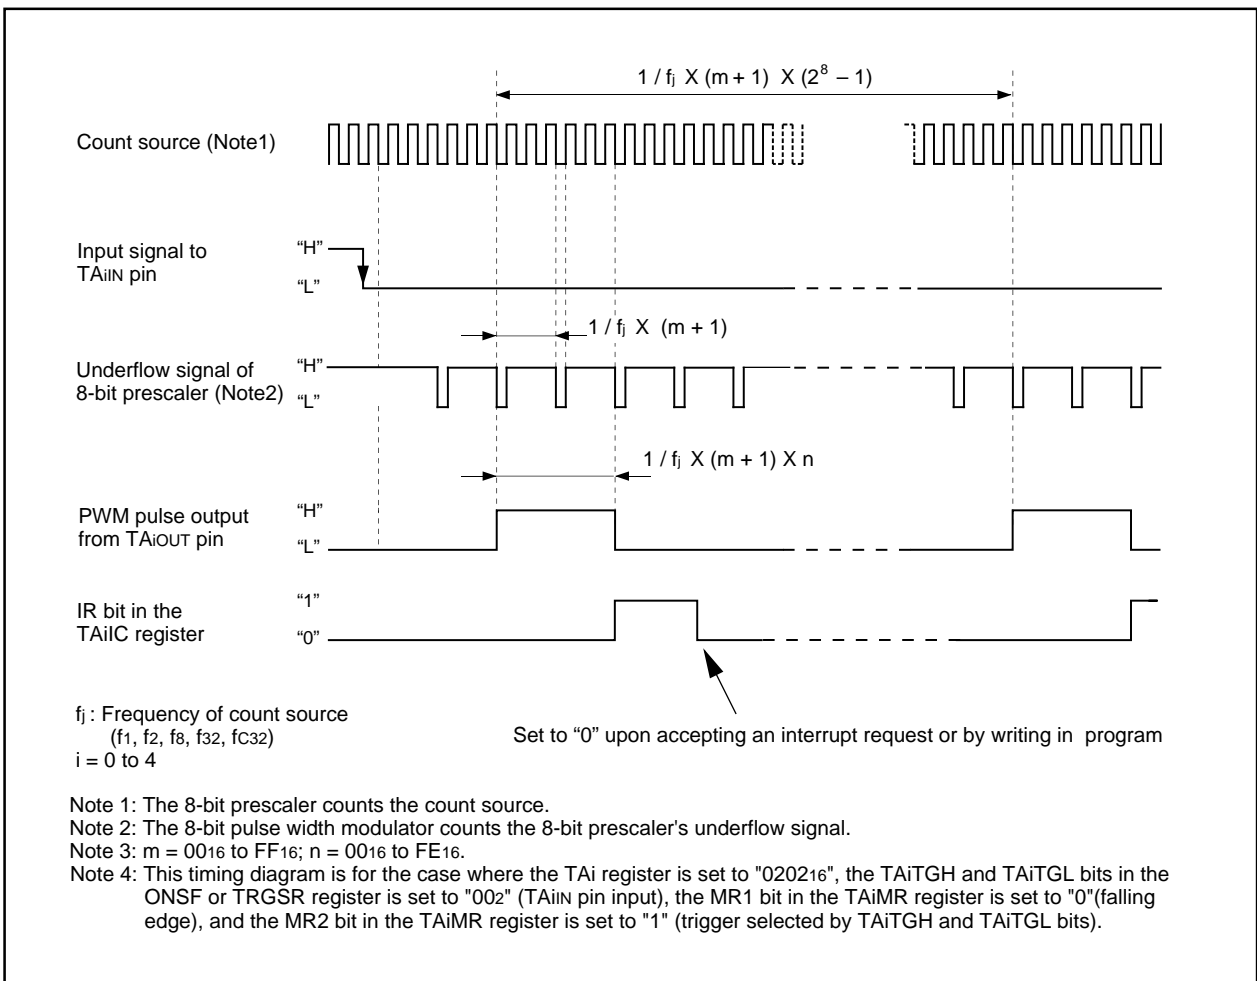 1 / fj X (m + 1) X (2^8 – 1)
Count source (Note1)
Input signal to
TAiIN pin
“H”
“L”
1 / fj X (m + 1)
Underflow signal of
8-bit prescaler (Note2)
“H”
“L”
1 / fj X (m + 1) X n
PWM pulse output
from TAiOUT pin
“H”
“L”
IR bit in the
TAiIC register
“1”
“0”
fj : Frequency of count source
(f1, f2, f8, f32, fC32)
i = 0 to 4
Set to “0” upon accepting an interrupt request or by writing in program
Note 1: The 8-bit prescaler counts the count source.
Note 2: The 8-bit pulse width modulator counts the 8-bit prescaler's underflow signal.
Note 3: m = 0016 to FF16; n = 0016 to FE16.
Note 4: This timing diagram is for the case where the TAi register is set to "020216", the TAiTGH and TAiTGL bits in the
ONSF or TRGSR register is set to "002" (TAiIN pin input), the MR1 bit in the TAiMR register is set to "0"(falling
edge), and the MR2 bit in the TAiMR register is set to "1" (trigger selected by TAiTGH and TAiTGL bits).